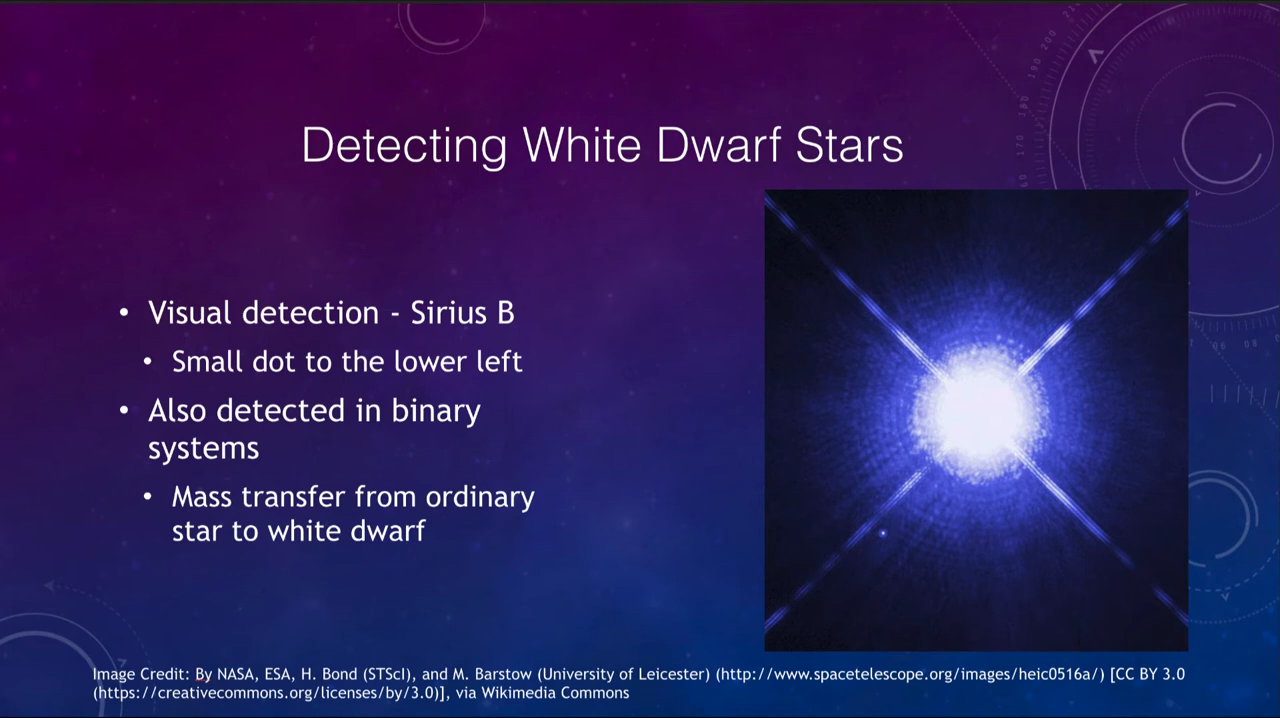 Detecting White Dwarf Stars
• Visual detection - Sirius B
• Small dot to the lower left
• Also detected in binary
systems
• Mass transfer from ordinary
star to white dwarf
Image Credit: By NASA, ESA, H. Bond (STScI), and M. Barstow (University of Leicester) (http://www.spacetelescope.org/images/heic0516a/) [CC BY 3.0
(https://creativecommons.org/licenses/by/3.0)], via Wikimedia Commons